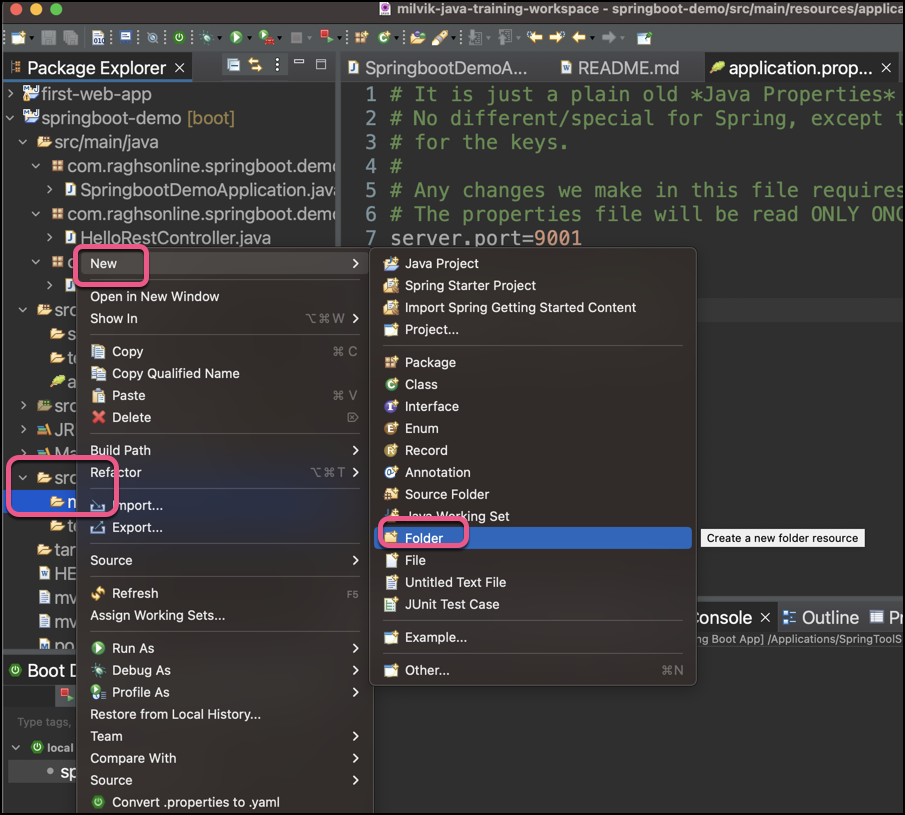 milvik-java-training-workspace - springboot-demo/src/main/resources/applica
Package Explorer
SpringbootDemoA...
README.md
application.prop...
first-web-app
springboot-demo [boot]
src/main/java
com.raghsonline.springboot.demo
SpringbootDemoApplication.java
com.raghsonline.springboot.demo
HelloRestController.java
1 # It is just a plain old *Java Properties*
2 # No different/special for Spring, except t
3 # for the keys.
4 #
5 # Any changes we make in this file requires
6 # The properties file will be read ONLY ONC
7 server.port=9001
src
src
JR
Ma
src
tar
HE
mv
mv
po
New
Open in New Window
Show In ⌥⌘W
Copy ⌘C
Copy Qualified Name
Paste ⌘V
Delete ⌦
Build Path
Refactor ⌥⌘T
Import...
Export...
Source
Refresh F5
Assign Working Sets...
Run As
Debug As
Profile As
Restore from Local History...
Team
Compare With
Source
Convert .properties to .yaml
Java Project
Spring Starter Project
Import Spring Getting Started Content
Project...
Package
Class
Interface
Enum
Record
Annotation
Source Folder
Java Working Set
Folder
File
Untitled Text File
JUnit Test Case
Example...
Other... ⌘N
Create a new folder resource
onsole
Outline
Pr
ng Boot App] /Applications/SpringToolS
Boot D
Type tags,
local
sp